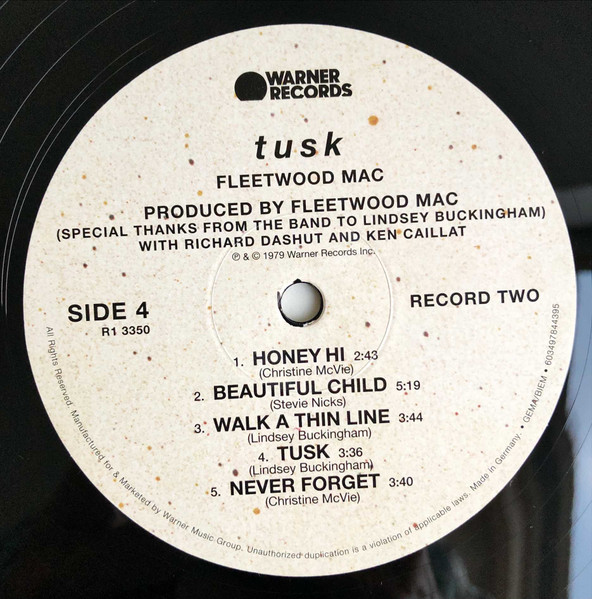 WARNER
RECORDS
tusk
FLEETWOOD MAC
PRODUCED BY FLEETWOOD MAC
(SPECIAL THANKS FROM THE BAND TO LINDSEY BUCKINGHAM)
WITH RICHARD DASHUT AND KEN CAILLAT
℗ & © 1979 Warner Records Inc.
SIDE 4
R1 3350
RECORD TWO
1. HONEY HI 2:43
(Christine McVie)
2. BEAUTIFUL CHILD 5:19
(Stevie Nicks)
3. WALK A THIN LINE 3:44
(Lindsey Buckingham)
4. TUSK 3:36
(Lindsey Buckingham)
5. NEVER FORGET 3:40
(Christine McVie)
All Rights Reserved. Manufactured for & Marketed by Warner Music Group. Unauthorized duplication is a violation of applicable laws. Made in Germany. • GEMA/BIEM • 603497844395